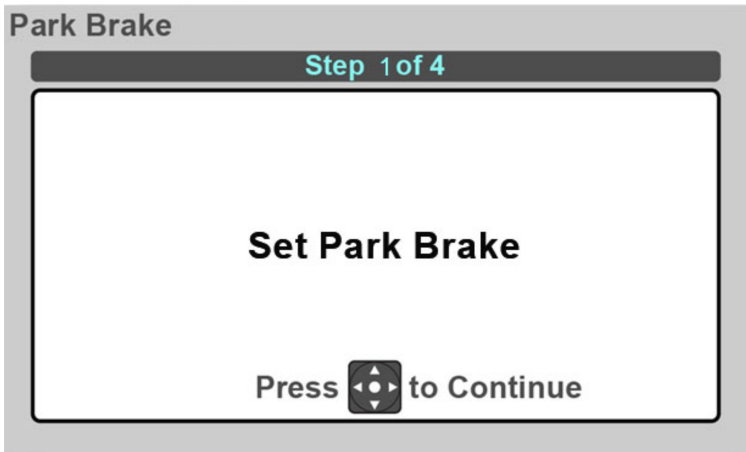 Park Brake
Step 1 of 4
Set Park Brake
Press to Continue